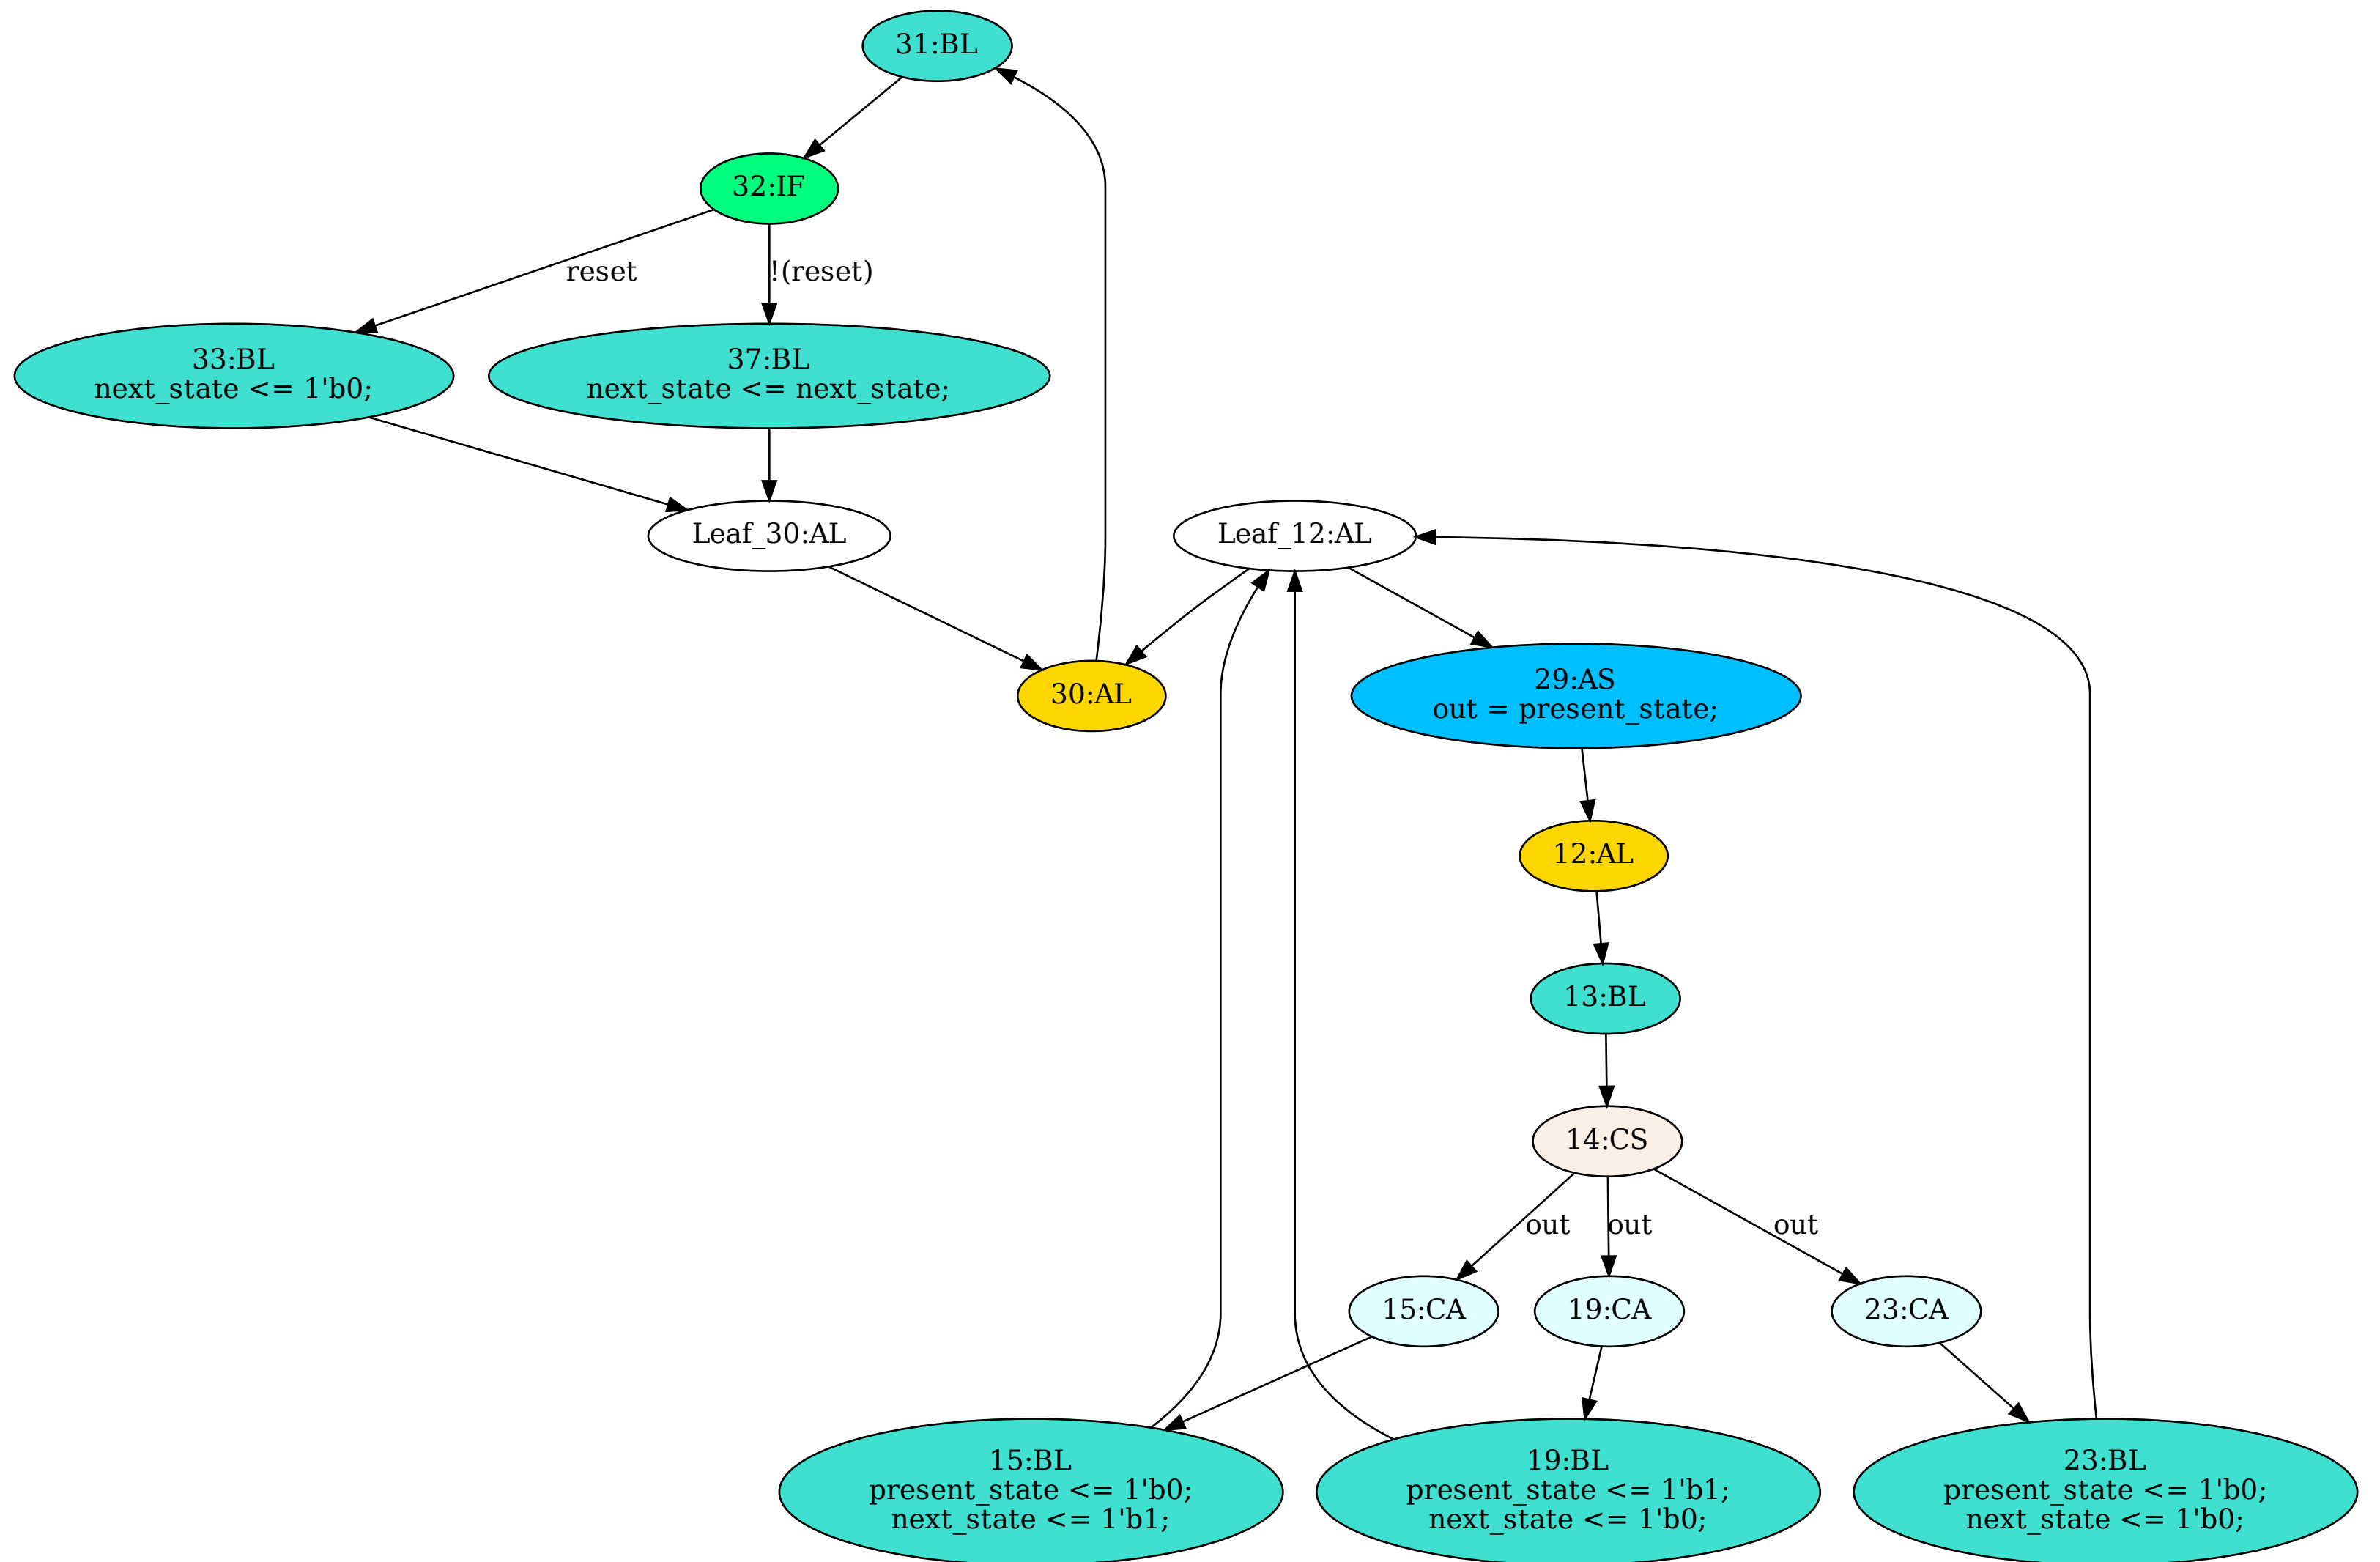 31:BL
32:IF
reset
!(reset)
33:BL
next_state <= 1'b0;
37:BL
next_state <= next_state;
Leaf_30:AL
Leaf_12:AL
30:AL
29:AS
out = present_state;
12:AL
13:BL
14:CS
out
out
out
15:CA
19:CA
23:CA
15:BL
present_state <= 1'b0;
next_state <= 1'b1;
19:BL
present_state <= 1'b1;
next_state <= 1'b0;
23:BL
present_state <= 1'b0;
next_state <= 1'b0;